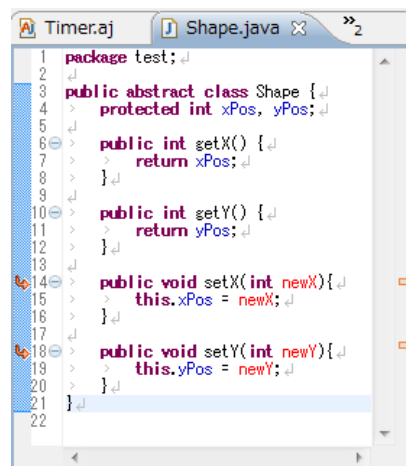 Timer.aj Shape.java »2
1 package test;
2
3 public abstract class Shape {
4 protected int xPos, yPos;
5
6 public int getX() {
7 return xPos;
8 }
9
10 public int getY() {
11 return yPos;
12 }
13
14 public void setX(int newX){
15 this.xPos = newX;
16 }
17
18 public void setY(int newY){
19 this.yPos = newY;
20 }
21 }
22